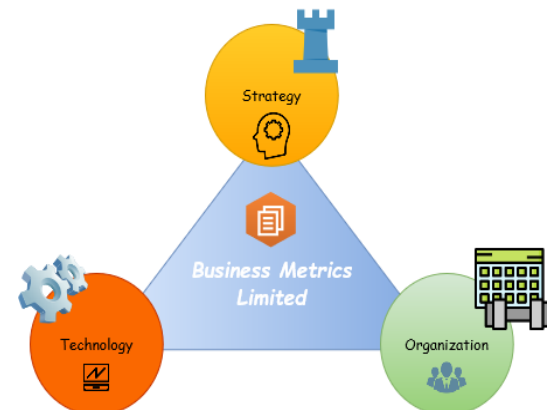 Strategy
Business Metrics
Limited
Technology
Organization